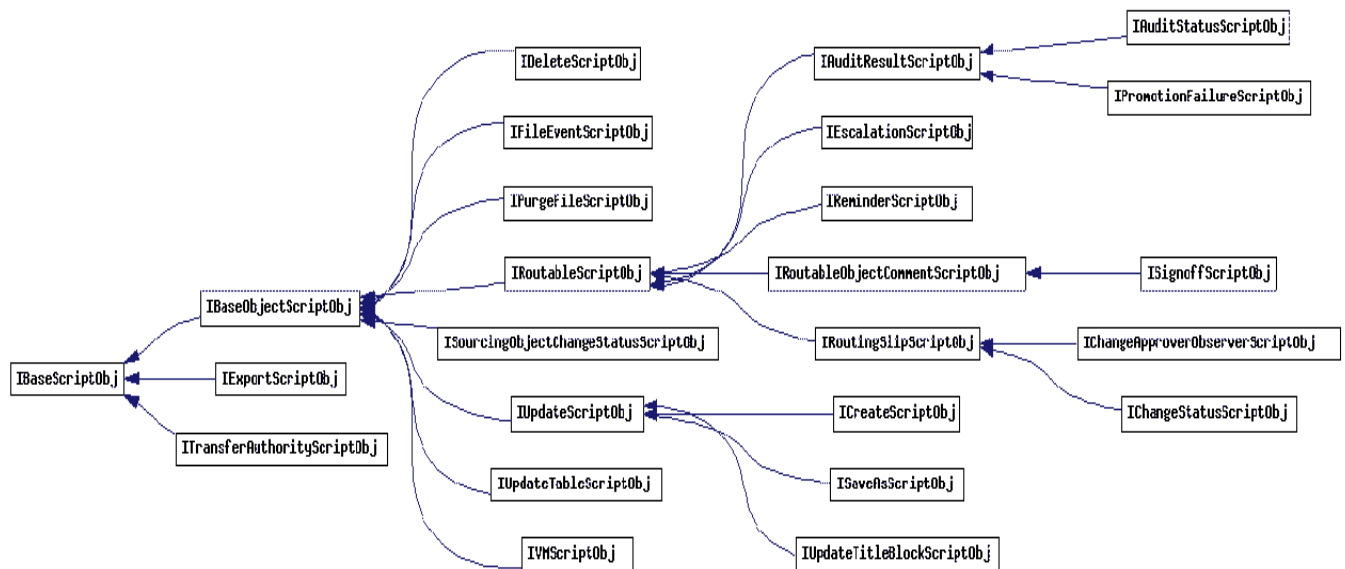 IAuditStatusScriptObj
IDeleteScriptObj
IAuditResultScriptObj
IPromotionFailureScriptObj
IFileEventScriptObj
IEscalationScriptObj
IPurgeFileScriptObj
IReminderScriptObj
IRoutableScriptObj
IRoutableObjectCommentScriptObj
ISignoffScriptObj
IBaseObjectScriptObj
ISourcingObjectChangeStatusScriptObj
IRoutingSlipScriptObj
IChangeApproverObserverScriptObj
IBaseScriptObj
IExportScriptObj
IUpdateScriptObj
ICreateScriptObj
IChangeStatusScriptObj
ITransferAuthorityScriptObj
IUpdateTableScriptObj
ISaveAsScriptObj
IVMScriptObj
IUpdateTitleBlockScriptObj